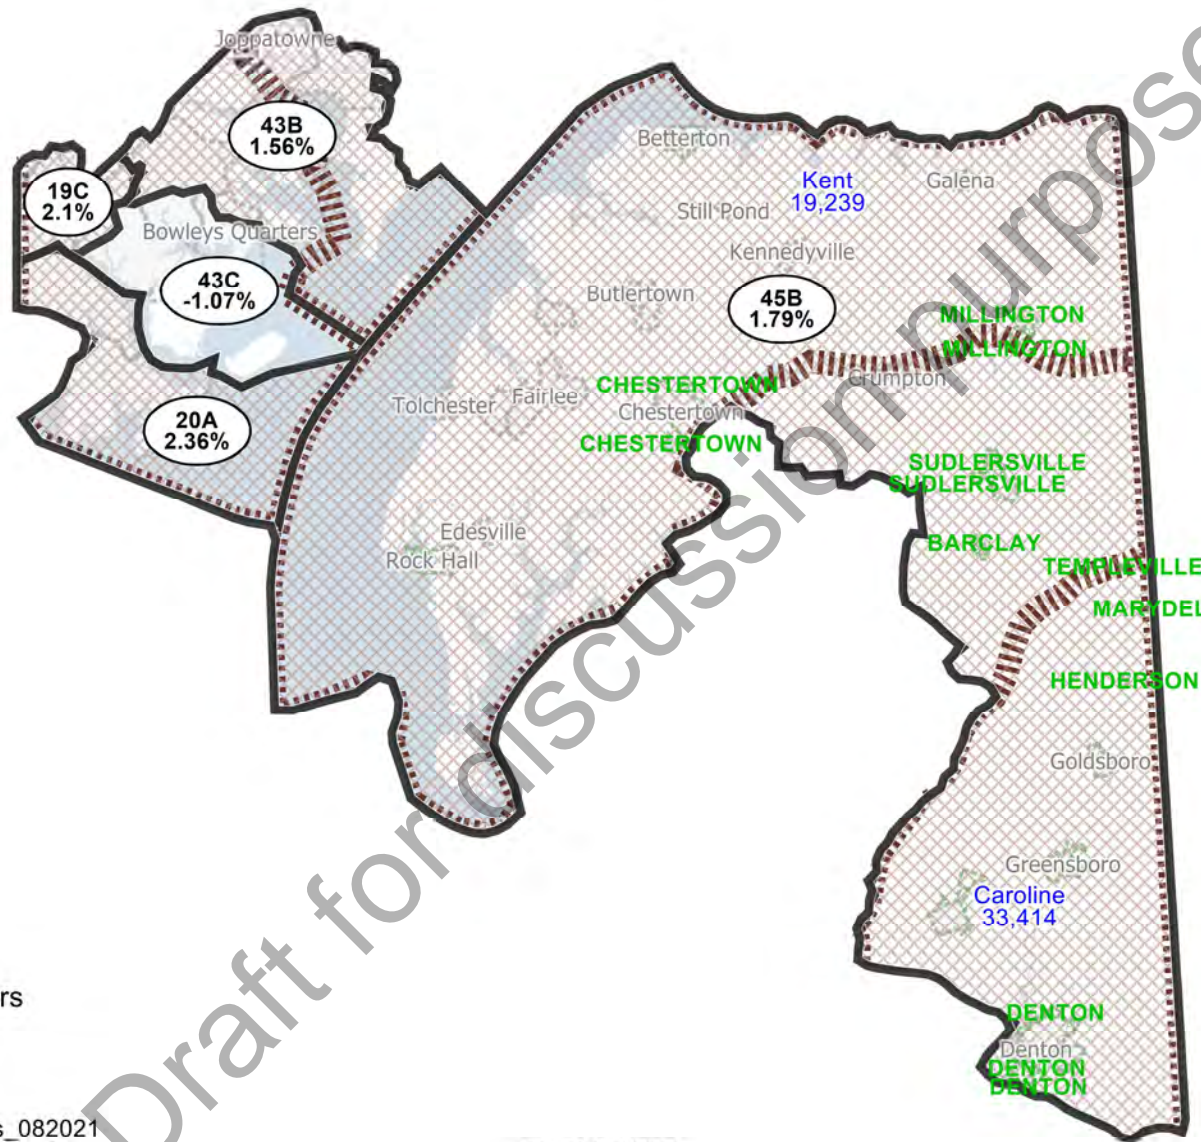 Joppatowne
43B
1.56%
Betterton
Kent
19,239
Galena
19C
2.1%
Still Pond
Bowleys Quarters
Kennedyville
43C
-1.07%
Butlertown
45B
1.79%
MILLINGTON
MILLINGTON
CHESTERTOWN
Crumpton
Tolchester
Fairlee
Chestertown
20A
2.36%
CHESTERTOWN
SUDLERSVILLE
SUDLERSVILLE
Edesville
Rock Hall
BARCLAY
TEMPLEVILLE
MARYDEL
HENDERSON
Goldsboro
Greensboro
Caroline
33,414
rs
DENTON
Denton
DENTON
DENTON
s_082021
Draft for discussion purpose